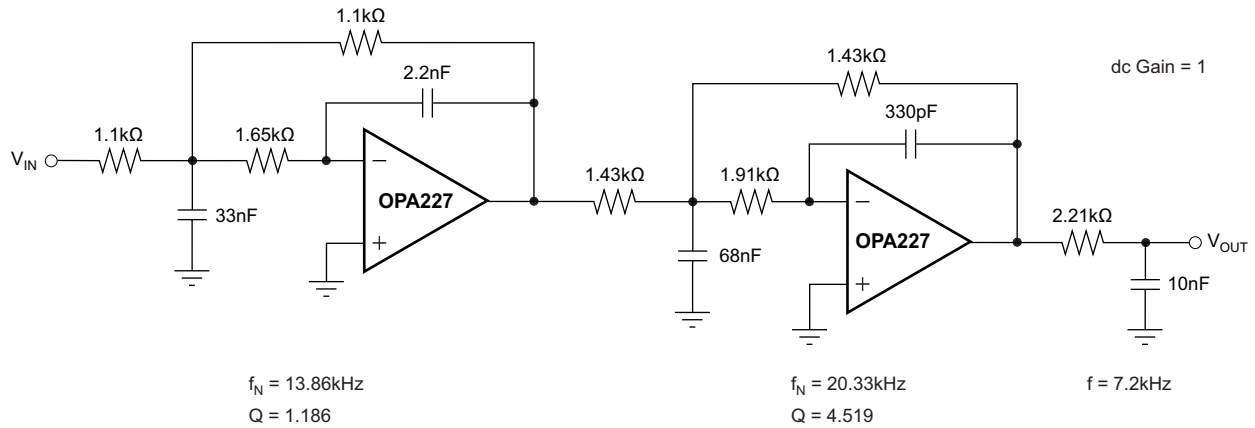 1.1kΩ
2.2nF
1.43kΩ
dc Gain = 1
330pF
V_IN
1.1kΩ
1.65kΩ
−
OPA227
+
33nF
1.43kΩ
1.91kΩ
−
OPA227
+
68nF
2.21kΩ
V_OUT
10nF
f_N = 13.86kHz
Q = 1.186
f_N = 20.33kHz
Q = 4.519
f = 7.2kHz